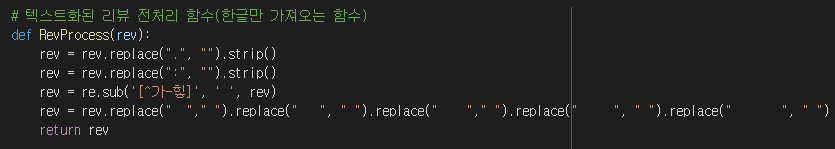 # 텍스트화된 리뷰 전처리 함수(한글만 가져오는 함수)
def RevProcess(rev):
    rev = rev.replace(".", "").strip()
    rev = rev.replace(":", "").strip()
    rev = re.sub('[^가-힣]', ' ', rev)
    rev = rev.replace("  "," ").replace("   ", " ").replace("    "," ").replace("     ", " ").replace("       ", " ")
    return rev